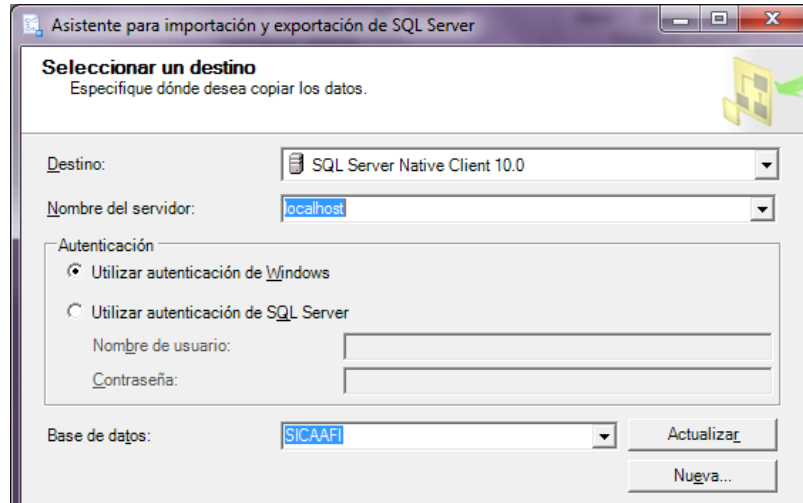 Asistente para importación y exportación de SQL Server
Seleccionar un destino
Especifique dónde desea copiar los datos.
Destino:
SQL Server Native Client 10.0
Nombre del servidor:
localhost
Autenticación
Utilizar autenticación de Windows
Utilizar autenticación de SQL Server
Nombre de usuario:
Contraseña:
Base de datos:
SICAAFI
Actualizar
Nueva...